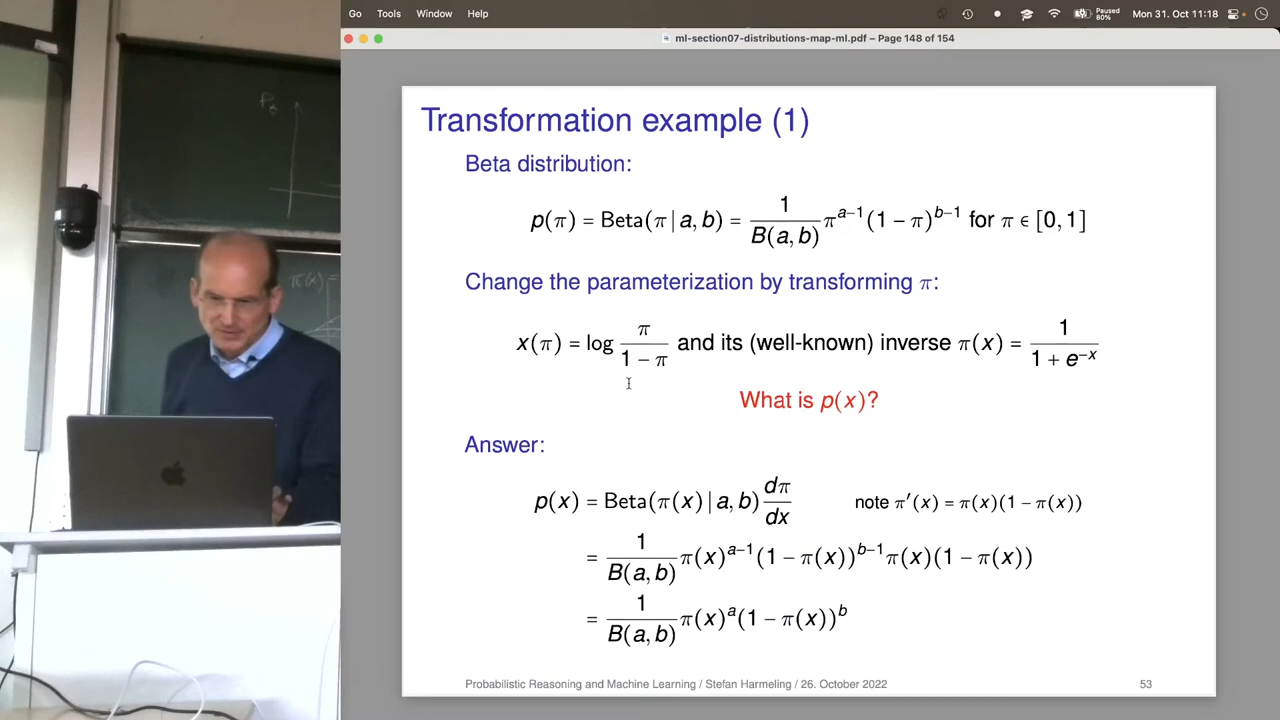 Go Tools Window Help Paused 80% Mon 31. Oct 11:18
ml-section07-distributions-map-ml.pdf – Page 148 of 154
Transformation example (1)
Beta distribution:
p(π) = Beta(π | a, b) = 1/B(a, b) π^{a−1}(1 − π)^{b−1} for π ∈ [0, 1]
Change the parameterization by transforming π:
x(π) = log π/(1 − π) and its (well-known) inverse π(x) = 1/(1 + e^{−x})
What is p(x)?
Answer:
p(x) = Beta(π(x) | a, b) dπ/dx note π′(x) = π(x)(1 − π(x))
= 1/B(a, b) π(x)^{a−1}(1 − π(x))^{b−1}π(x)(1 − π(x))
= 1/B(a, b) π(x)^a(1 − π(x))^b
Probabilistic Reasoning and Machine Learning / Stefan Harmeling / 26. October 2022 53
π(x) =